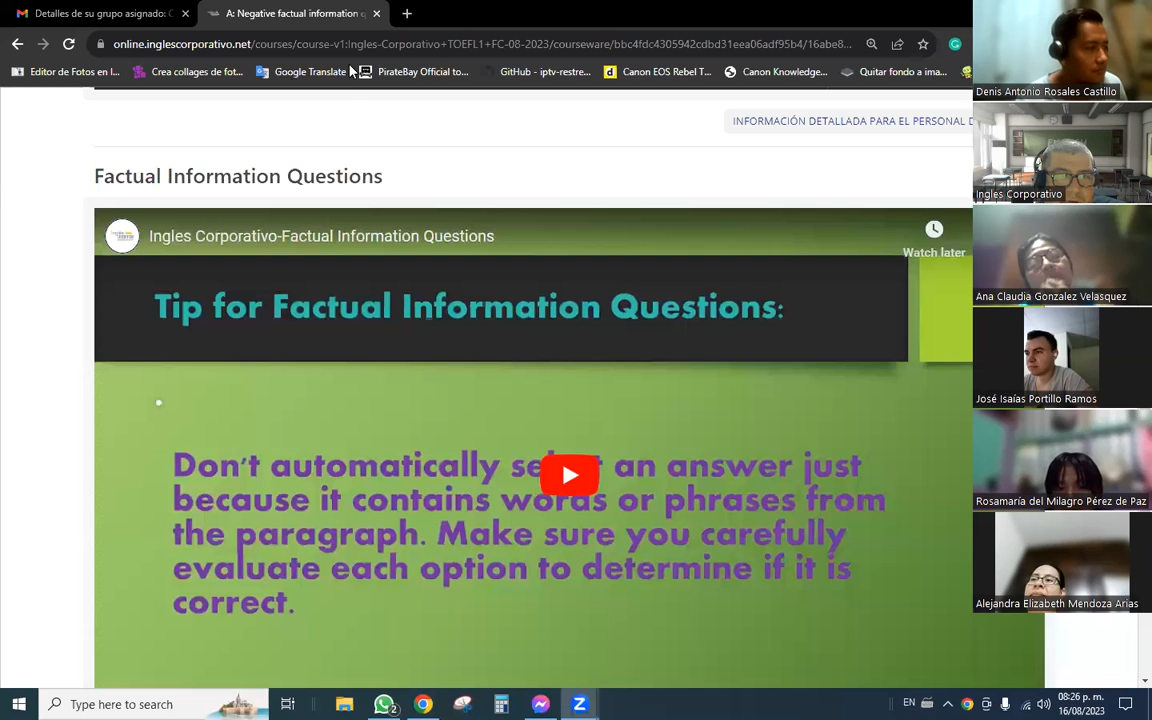 Detalles de su grupo asignado: C
A: Negative factual information q
online.inglescorporativo.net/courses/course-v1:Ingles-Corporativo+TOEFL1+FC-08-2023/courseware/bbc4fdc4305942cdbd31eea06adf95b4/16abe8...
Editor de Fotos en l...
Crea collages de fot...
Google Translate
PirateBay Official to...
GitHub - iptv-restre...
Canon EOS Rebel T...
Canon Knowledge...
Quitar fondo a ima...
INFORMACIÓN DETALLADA PARA EL PERSONAL D
Factual Information Questions
Ingles Corporativo-Factual Information Questions
Watch later
Tip for Factual Information Questions:
Don't automatically select an answer just
because it contains words or phrases from
the paragraph. Make sure you carefully
evaluate each option to determine if it is
correct.
Denis Antonio Rosales Castillo
Ingles Corporativo
Ana Claudia Gonzalez Velasquez
José Isaías Portillo Ramos
Rosamaría del Milagro Pérez de Paz
Alejandra Elizabeth Mendoza Arias
Type here to search
2
EN
08:26 p. m.
16/08/2023